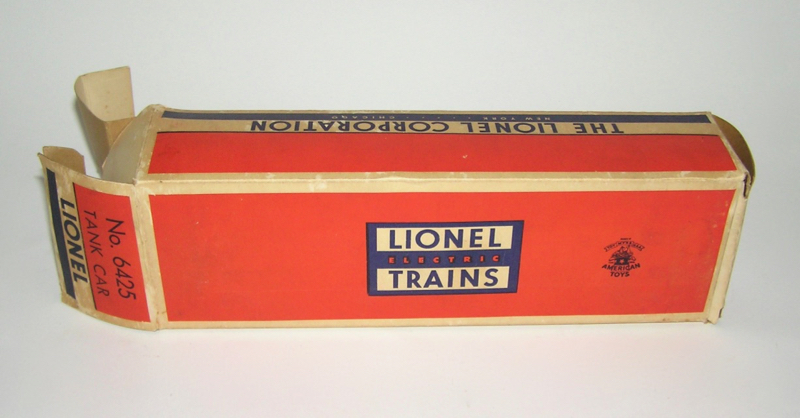 THE LIONEL CORPORATION
NEW YORK . . . . CHICAGO
No. 6425
TANK CAR
LIONEL
LIONEL
ELECTRIC
TRAINS
AMERICAN
TOYS